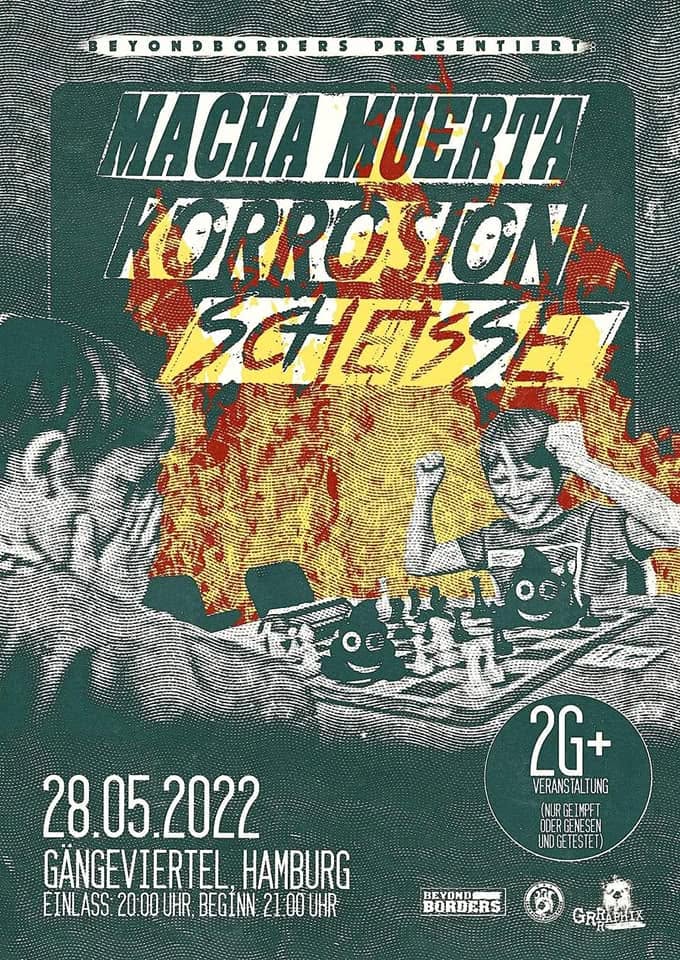 BEYONDBORDERS PRÄSENTIERT
MACHA MUERTA
KORROSION
SCHEISSE
2G+
VERANSTALTUNG
(NUR GEIMPFT
ODER GENESEN
UND GETESTET)
28.05.2022
GÄNGEVIERTEL, HAMBURG
EINLASS: 20:00 UHR, BEGINN: 21:00 UHR
BEYOND
BORDERS
GRRRAPHIX